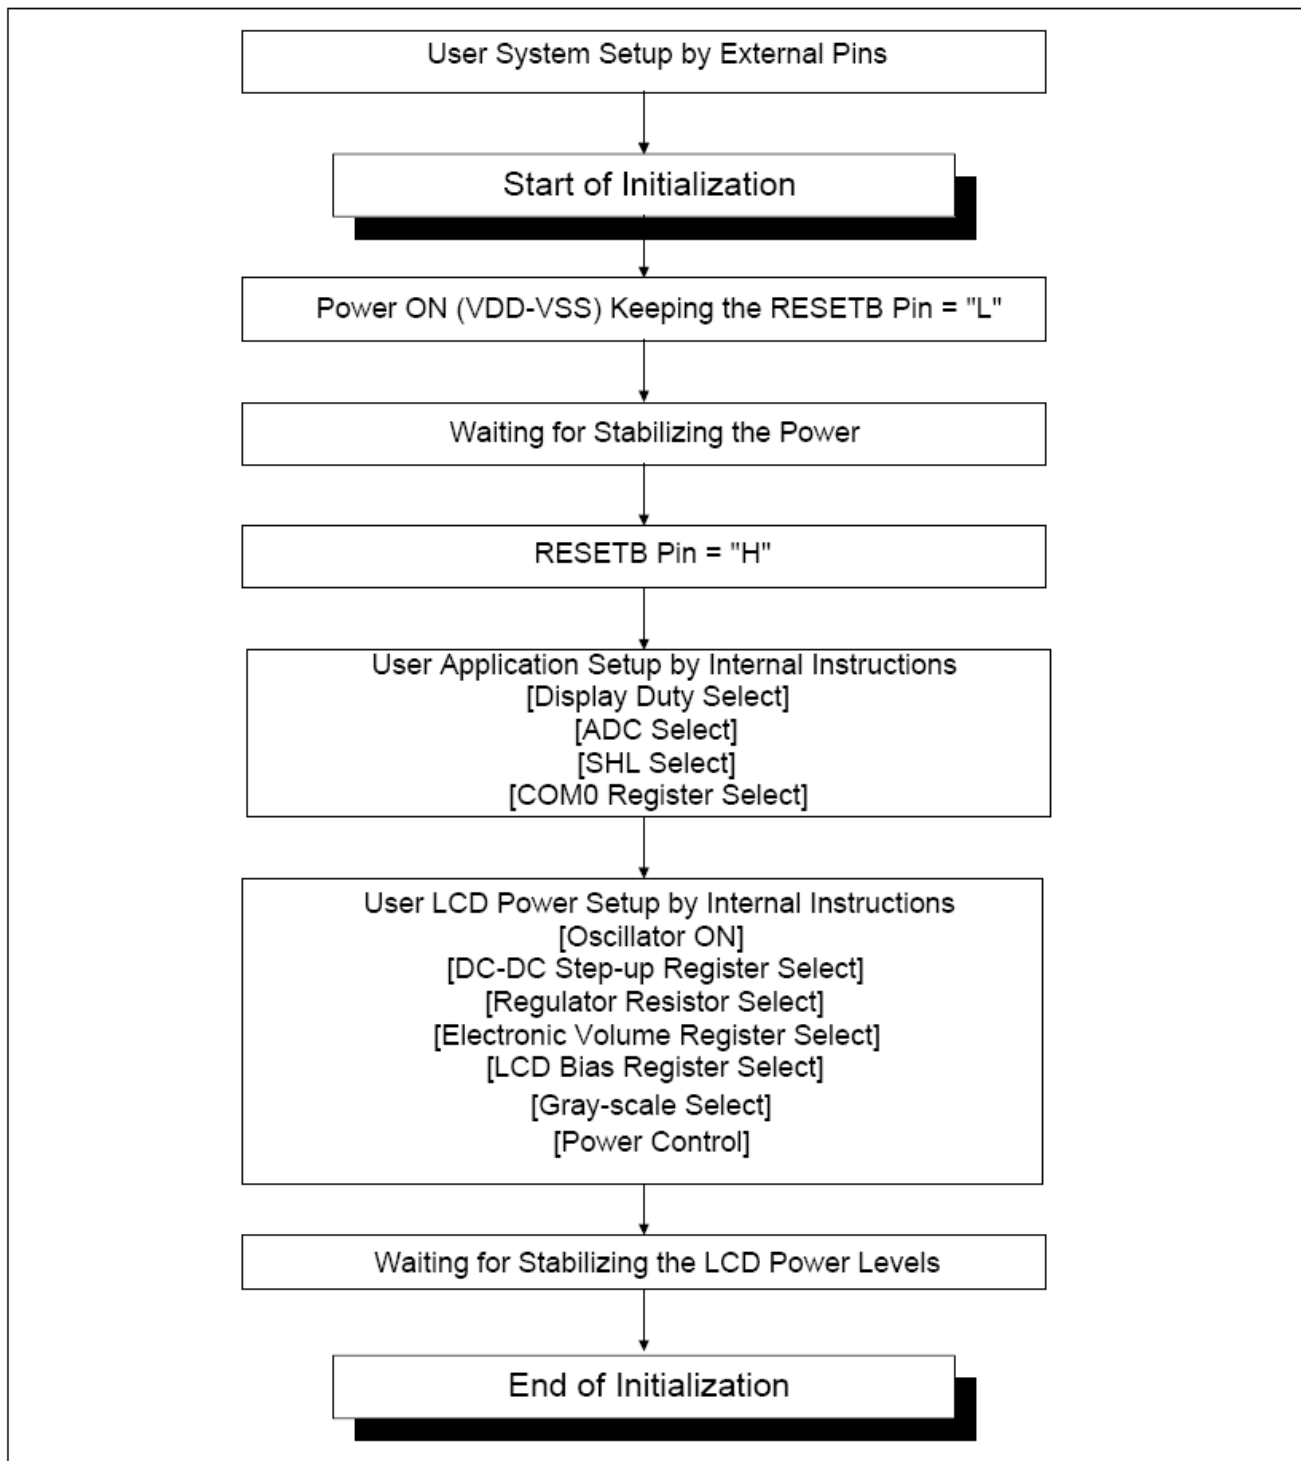 User System Setup by External Pins
Start of Initialization
Power ON (VDD-VSS) Keeping the RESETB Pin = "L"
Waiting for Stabilizing the Power
RESETB Pin = "H"
User Application Setup by Internal Instructions
[Display Duty Select]
[ADC Select]
[SHL Select]
[COM0 Register Select]
User LCD Power Setup by Internal Instructions
[Oscillator ON]
[DC-DC Step-up Register Select]
[Regulator Resistor Select]
[Electronic Volume Register Select]
[LCD Bias Register Select]
[Gray-scale Select]
[Power Control]
Waiting for Stabilizing the LCD Power Levels
End of Initialization